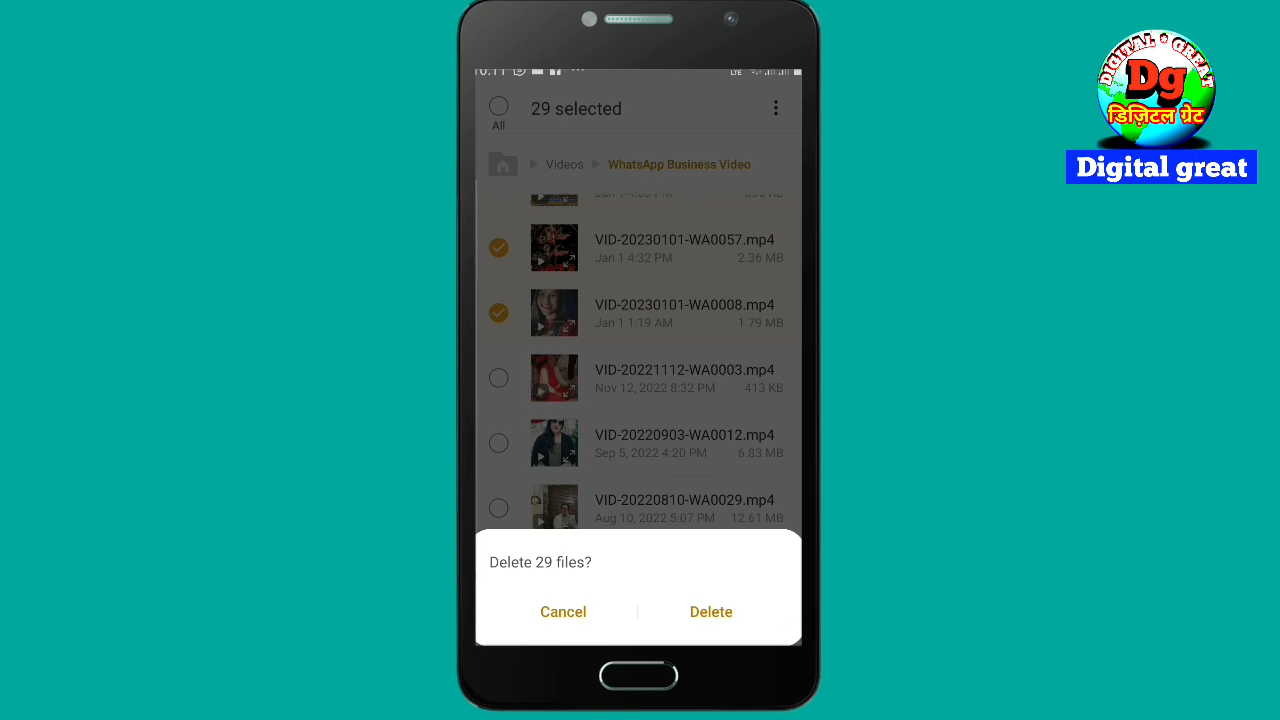 29 selected
All
Videos
WhatsApp Business Video
VID-20230101-WA0057.mp4
Jan 1 4:32 PM 2.36 MB
VID-20230101-WA0008.mp4
Jan 1 1:19 AM 1.79 MB
VID-20221112-WA0003.mp4
Nov 12, 2022 8:32 PM 413 KB
VID-20220903-WA0012.mp4
Sep 5, 2022 4:20 PM 6.83 MB
VID-20220810-WA0029.mp4
Aug 10, 2022 5:07 PM 12.61 MB
Delete 29 files?
Cancel Delete
DIGITAL * GREAT
Dg
डिज़िटल ग्रेट
Digital great
LTE